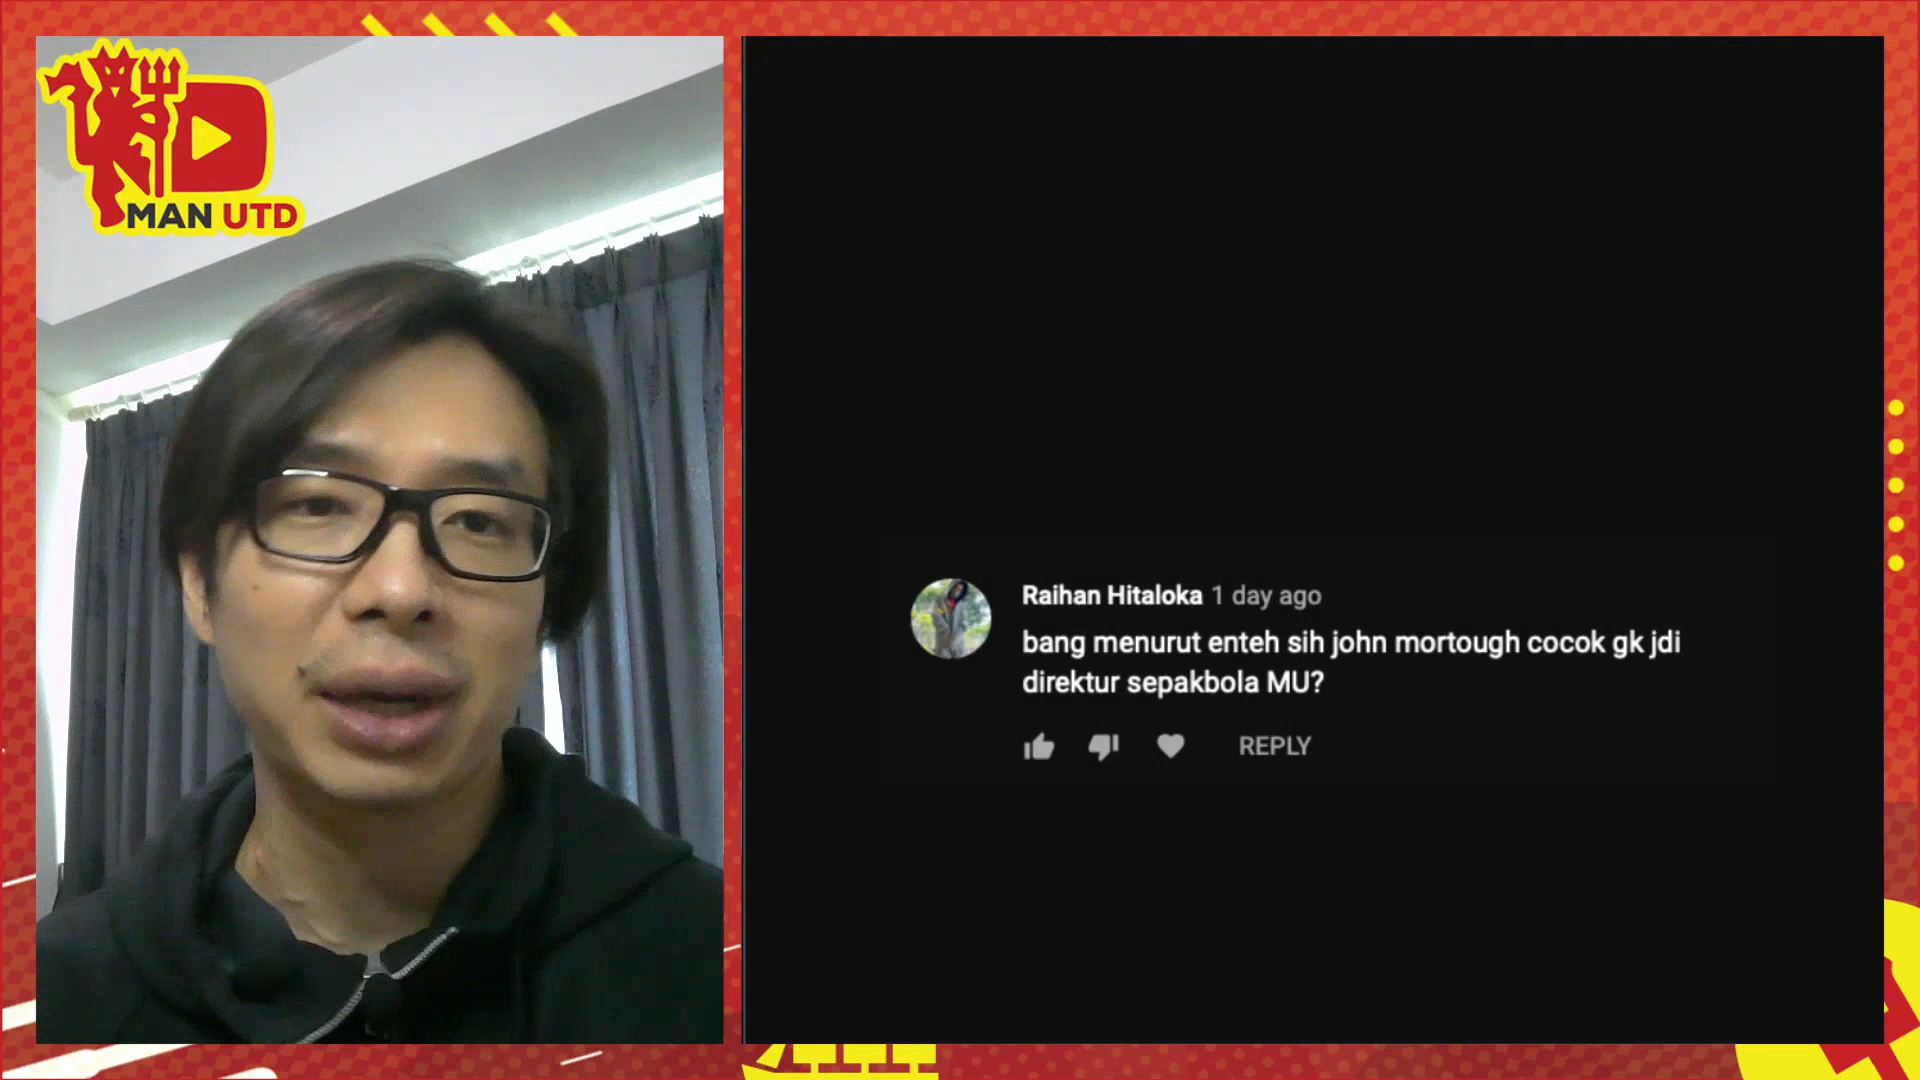 MAN UTD
Raihan Hitaloka 1 day ago
bang menurut enteh sih john mortough cocok gk jdi
direktur sepakbola MU?
REPLY